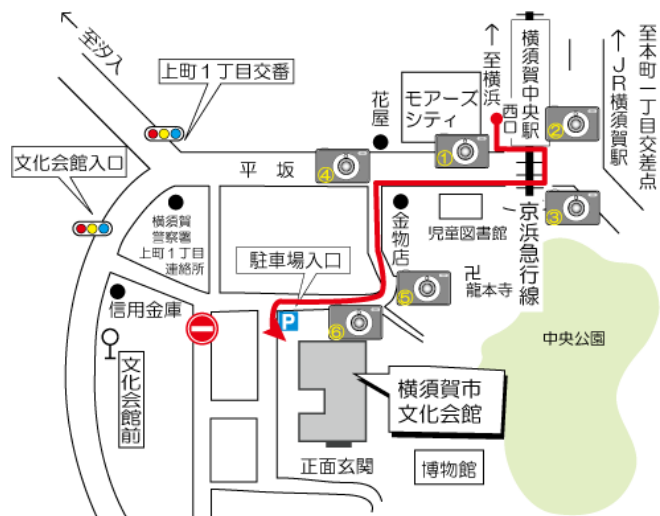 ←至汐入
上町１丁目交番
文化会館入口
花屋
モアーズ
シティ
↑至横浜
西口
横須賀中央駅
↑JR横須賀駅
至本町一丁目交差点
①
②
③
④
⑤
⑥
平坂
横須賀
警察署
上町１丁目
連絡所
金物店
児童図書館
京浜急行線
卍
龍本寺
駐車場入口
P
信用金庫
文化会館前
中央公園
横須賀市
文化会館
正面玄関
博物館